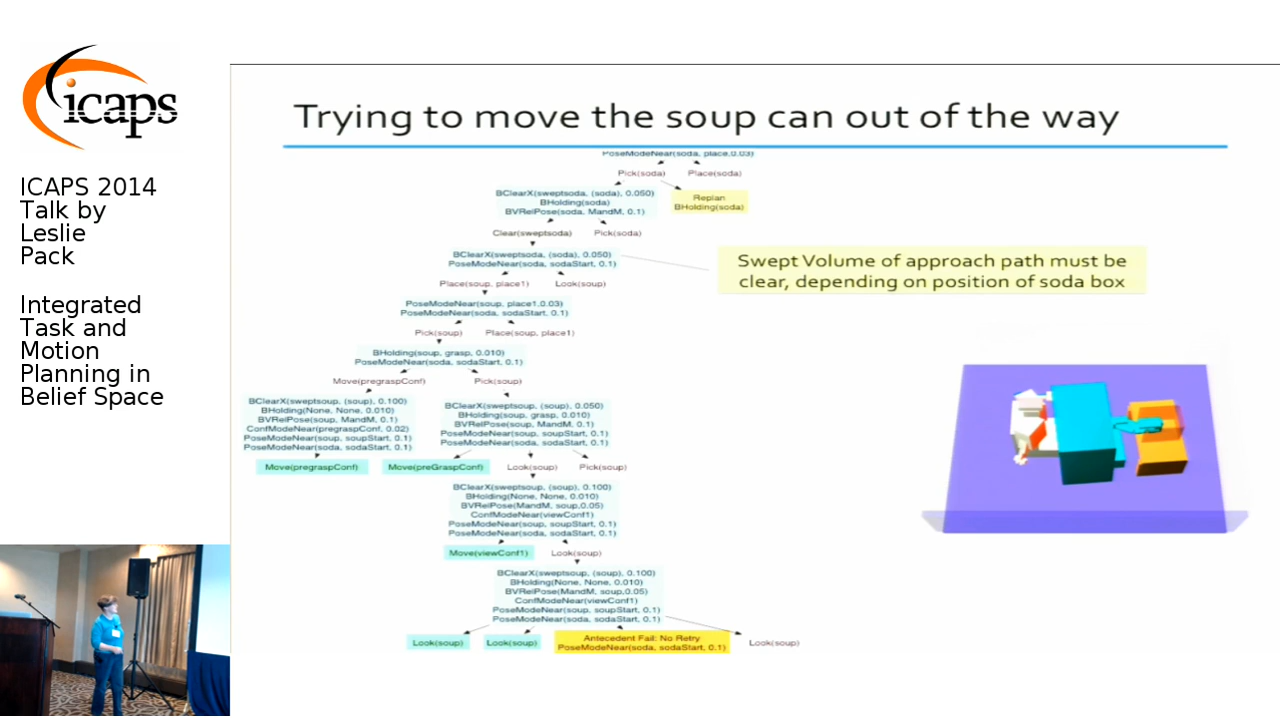 icaps
ICAPS 2014
Talk by
Leslie
Pack
Integrated
Task and
Motion
Planning in
Belief Space
Trying to move the soup can out of the way
PoseModeNear(soda, place,0.03)
Pick(soda) Place(soda)
BClearX(sweptsoda, (soda), 0.050)
BHolding(soda)
BVRelPose(soda, MandM, 0.1)
Replan
BHolding(soda)
Clear(sweptsoda) Pick(soda)
BClearX(sweptsoda, (soda), 0.050)
PoseModeNear(soda, sodaStart, 0.1)
Swept Volume of approach path must be
clear, depending on position of soda box
Place(soup, place1) Look(soup)
PoseModeNear(soup, place1,0.03)
PoseModeNear(soda, sodaStart, 0.1)
Pick(soup) Place(soup, place1)
BHolding(soup, grasp, 0.010)
PoseModeNear(soda, sodaStart, 0.1)
Move(pregraspConf) Pick(soup)
BClearX(sweptsoup, (soup), 0.100)
BHolding(None, None, 0.010)
BVRelPose(soup, MandM, 0.1)
ConfModeNear(pregraspConf, 0.02)
PoseModeNear(soup, soupStart, 0.1)
PoseModeNear(soda, sodaStart, 0.1)
BClearX(sweptsoup, (soup), 0.050)
BHolding(soup, grasp, 0.010)
BVRelPose(soup, MandM, 0.1)
PoseModeNear(soup, soupStart, 0.1)
PoseModeNear(soda, sodaStart, 0.1)
Move(pregraspConf) Move(preGraspConf) Look(soup) Pick(soup)
BClearX(sweptsoup, (soup), 0.100)
BHolding(None, None, 0.010)
BVRelPose(MandM, soup,0.05)
ConfModeNear(viewConf1)
PoseModeNear(soup, soupStart, 0.1)
PoseModeNear(soda, sodaStart, 0.1)
Move(viewConf1) Look(soup)
BClearX(sweptsoup, (soup), 0.100)
BHolding(None, None, 0.010)
BVRelPose(MandM, soup,0.05)
ConfModeNear(viewConf1)
PoseModeNear(soup, soupStart, 0.1)
PoseModeNear(soda, sodaStart, 0.1)
Look(soup) Look(soup) Antecedent Fail: No Retry Look(soup)
PoseModeNear(soda, sodaStart, 0.1)